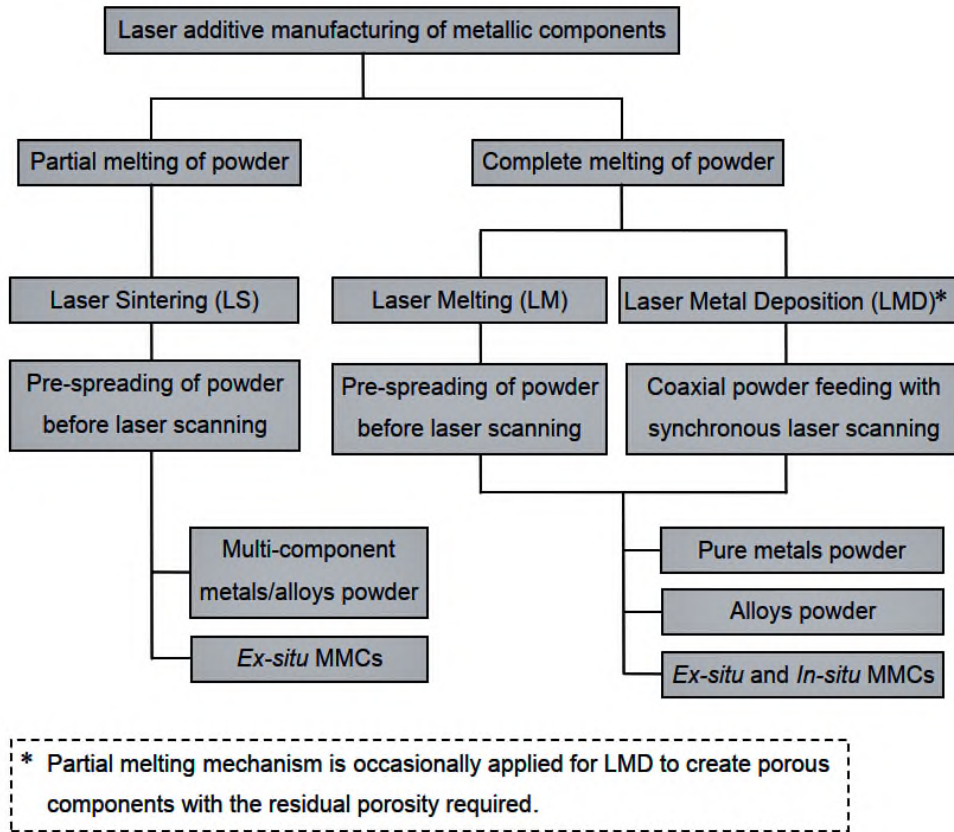 Laser additive manufacturing of metallic components
Partial melting of powder
Complete melting of powder
Laser Sintering (LS)
Laser Melting (LM)
Laser Metal Deposition (LMD)*
Pre-spreading of powder
before laser scanning
Pre-spreading of powder
before laser scanning
Coaxial powder feeding with
synchronous laser scanning
Multi-component
metals/alloys powder
Ex-situ MMCs
Pure metals powder
Alloys powder
Ex-situ and In-situ MMCs
* Partial melting mechanism is occasionally applied for LMD to create porous
components with the residual porosity required.